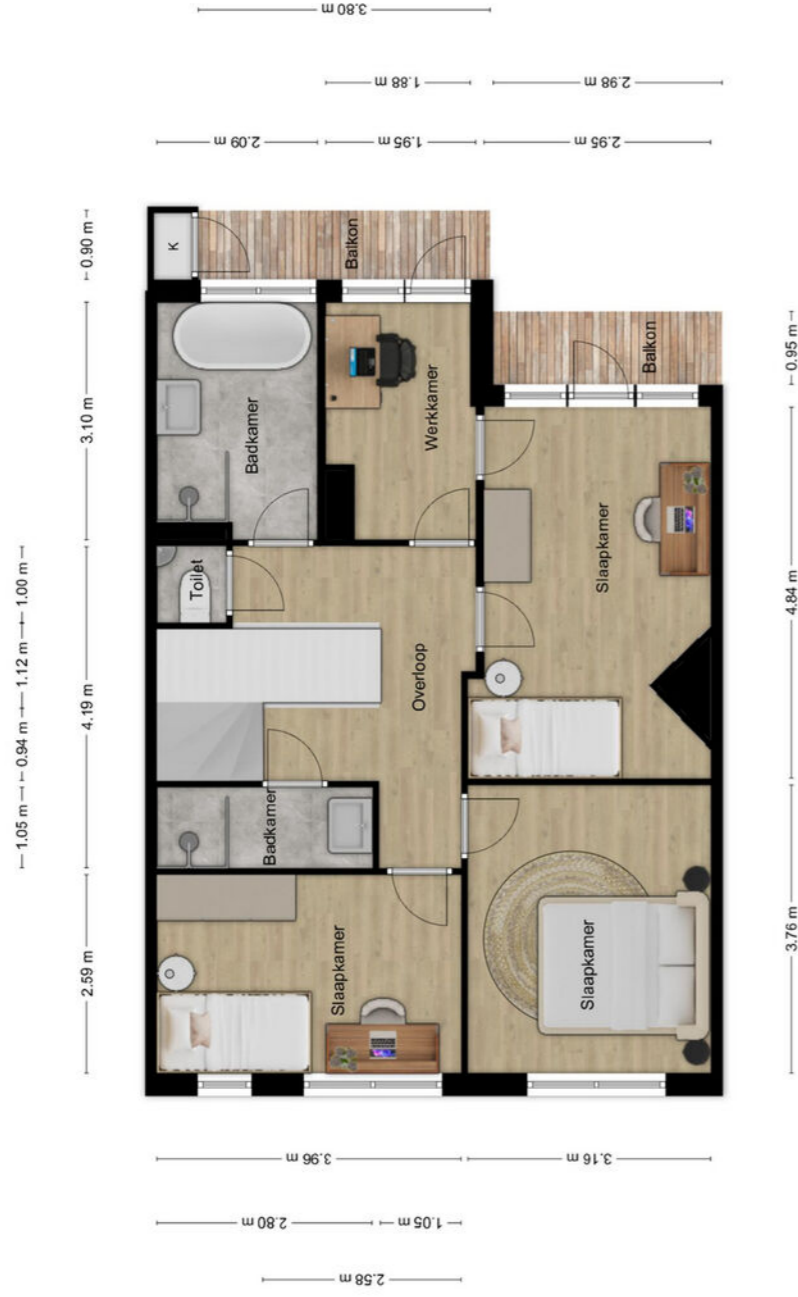 3.80 m
1.88 m
2.98 m
2.09 m
1.95 m
2.95 m
0.90 m
K
Balkon
Balkon
0.95 m
3.10 m
Badkamer
Werkkamer
Slaapkamer
4.84 m
1.00 m
1.12 m
0.94 m
1.05 m
4.19 m
Toilet
Overloop
Badkamer
2.59 m
Slaapkamer
Slaapkamer
3.76 m
3.96 m
3.16 m
2.80 m
1.05 m
2.58 m